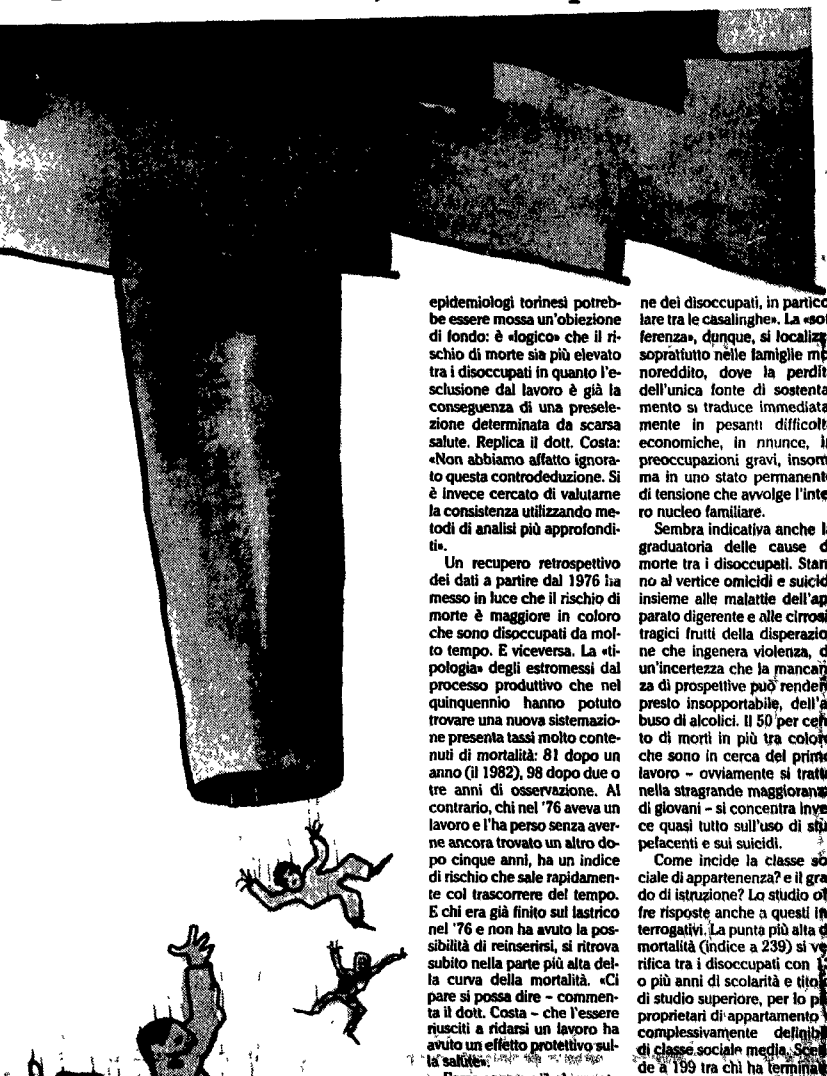 epidemiologi torinesi potreb-
be essere mossa un'obiezione
di fondo: è «logico» che il ri-
schio di morte sia più elevato
tra i disoccupati in quanto l'e-
sclusione dal lavoro è già la
conseguenza di una presele-
zione determinata da scarsa
salute. Replica il dott. Costa:
«Non abbiamo affatto ignora-
to questa controdeduzione. Si
è invece cercato di valutarne
la consistenza utilizzando me-
todi di analisi più approfondi-
ti».
Un recupero retrospettivo
dei dati a partire dal 1976 ha
messo in luce che il rischio di
morte è maggiore in coloro
che sono disoccupati da mol-
to tempo. E viceversa. La «ti-
pologia» degli estromessi dal
processo produttivo che nel
quinquennio hanno potuto
trovare una nuova sistemazio-
ne presenta tassi molto conte-
nuti di mortalità: 81 dopo un
anno (il 1982), 98 dopo due o
tre anni di osservazione. Al
contrario, chi nel '76 aveva un
lavoro e l'ha perso senza aver-
ne ancora trovato un altro do-
po cinque anni, ha un indice
di rischio che sale rapidamen-
te col trascorrere del tempo.
E chi era già finito sul lastrico
nel '76 e non ha avuto la pos-
sibilità di reinserirsi, si ritrova
subito nella parte più alta del-
la curva della mortalità. «Ci
pare si possa dire – commen-
ta il dott. Costa – che l'essere
riusciti a ridarsi un lavoro ha
avuto un effetto protettivo sul-
la salute».
ne dei disoccupati, in partico
lare tra le casalinghe». La «sof
ferenza», dunque, si localizz
soprattutto nelle famiglie mo
noreddito, dove la perdit
dell'unica fonte di sostenta
mento si traduce immediata
mente in pesanti difficolt
economiche, in rinunce, i
preoccupazioni gravi, insom
ma in uno stato permanent
di tensione che avvolge l'inte
ro nucleo familiare.
Sembra indicativa anche l
graduatoria delle cause d
morte tra i disoccupati. Stan
no al vertice omicidi e suicid
insieme alle malattie dell'ap
parato digerente e alle cirrosi
tragici frutti della disperazio
ne che ingenera violenza, d
un'incertezza che la mancan
za di prospettive può render
presto insopportabile, dell'a
buso di alcolici. Il 50 per cen
to di morti in più tra color
che sono in cerca del primo
lavoro – ovviamente si tratt
nella stragrande maggioranz
di giovani – si concentra inve
ce quasi tutto sull'uso di stu
pefacenti e sui suicidi.
Come incide la classe so
ciale di appartenenza? e il gra
do di istruzione? Lo studio of
fre risposte anche a questi in
terrogativi. La punta più alta d
mortalità (indice a 239) si ve
rifica tra i disoccupati con
o più anni di scolarità e titol
di studio superiore, per lo pi
proprietari di appartamento
complessivamente definibil
di classe sociale media. Scen
de a 199 tra chi ha terminat